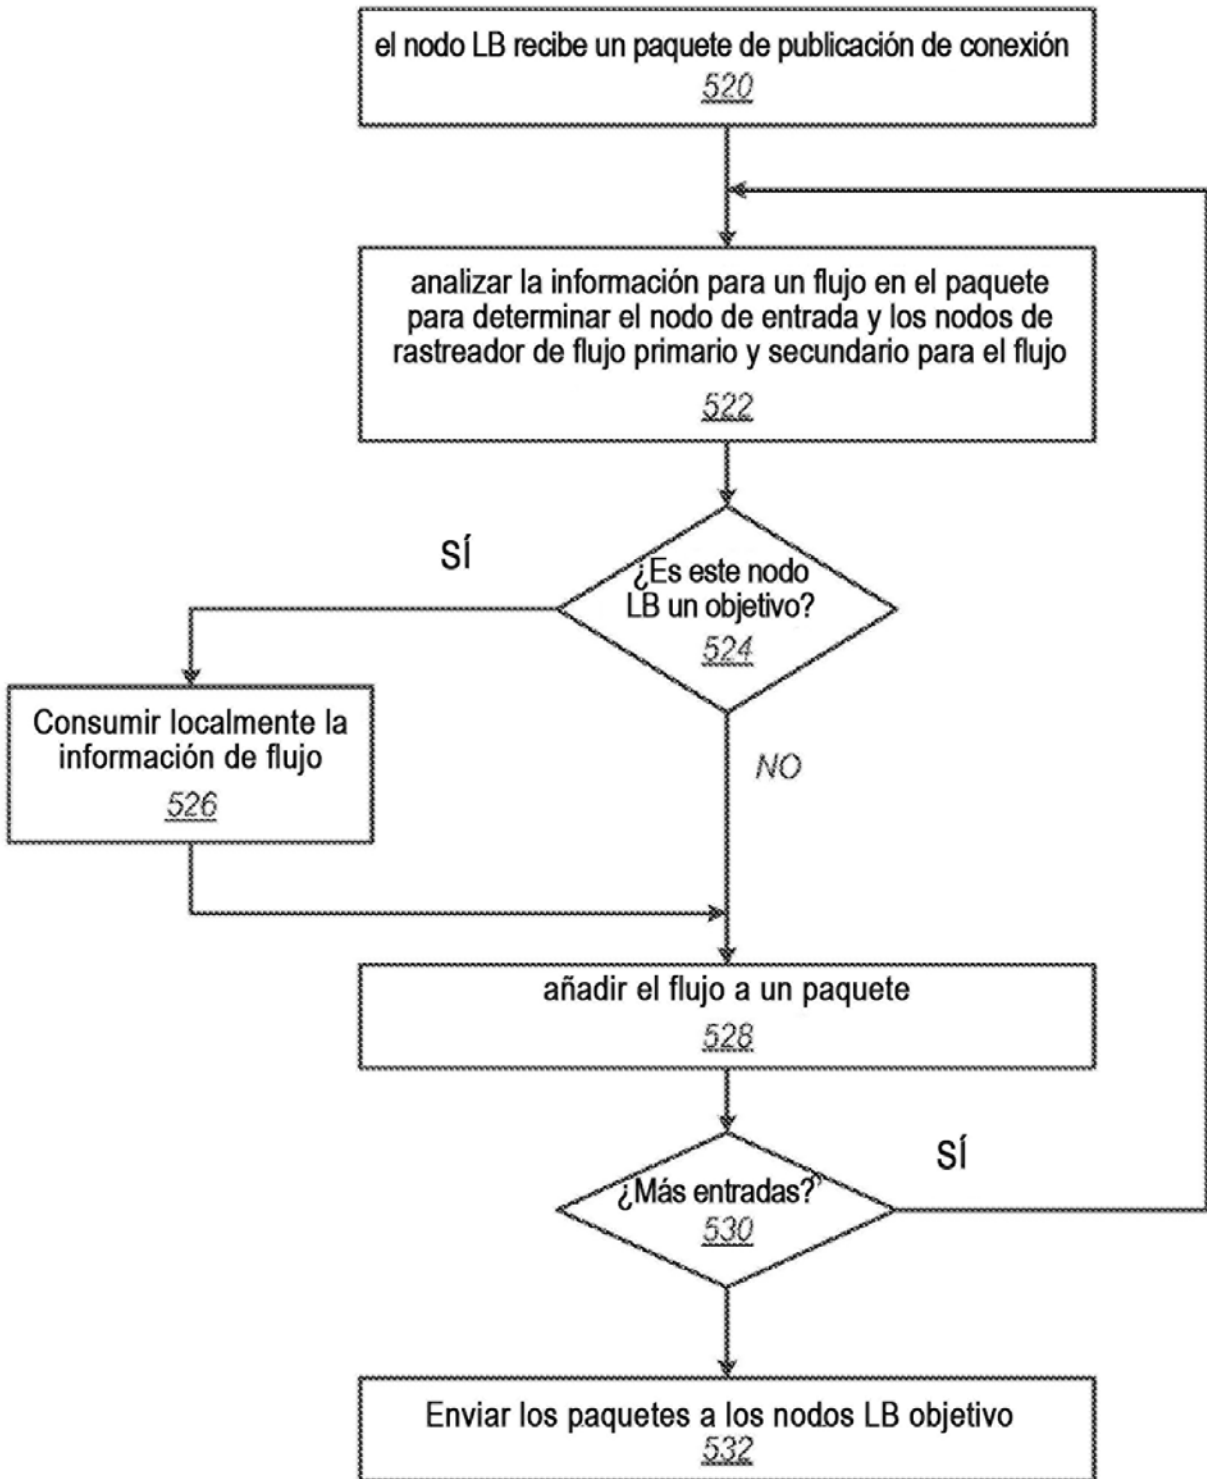 el nodo LB recibe un paquete de publicación de conexión
520
analizar la información para un flujo en el paquete
para determinar el nodo de entrada y los nodos de
rastreador de flujo primario y secundario para el flujo
522
SÍ
¿Es este nodo
LB un objetivo?
524
Consumir localmente la
información de flujo
526
NO
añadir el flujo a un paquete
528
SÍ
¿Más entradas?
530
Enviar los paquetes a los nodos LB objetivo
532